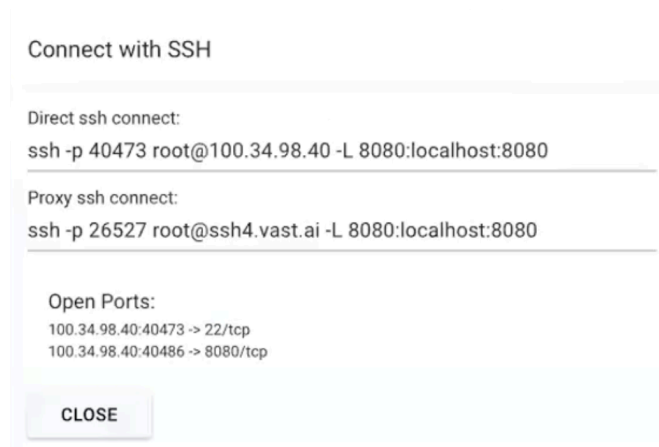 Connect with SSH
Direct ssh connect:
ssh -p 40473 root@100.34.98.40 -L 8080:localhost:8080
Proxy ssh connect:
ssh -p 26527 root@ssh4.vast.ai -L 8080:localhost:8080
Open Ports:
100.34.98.40:40473 -> 22/tcp
100.34.98.40:40486 -> 8080/tcp
CLOSE